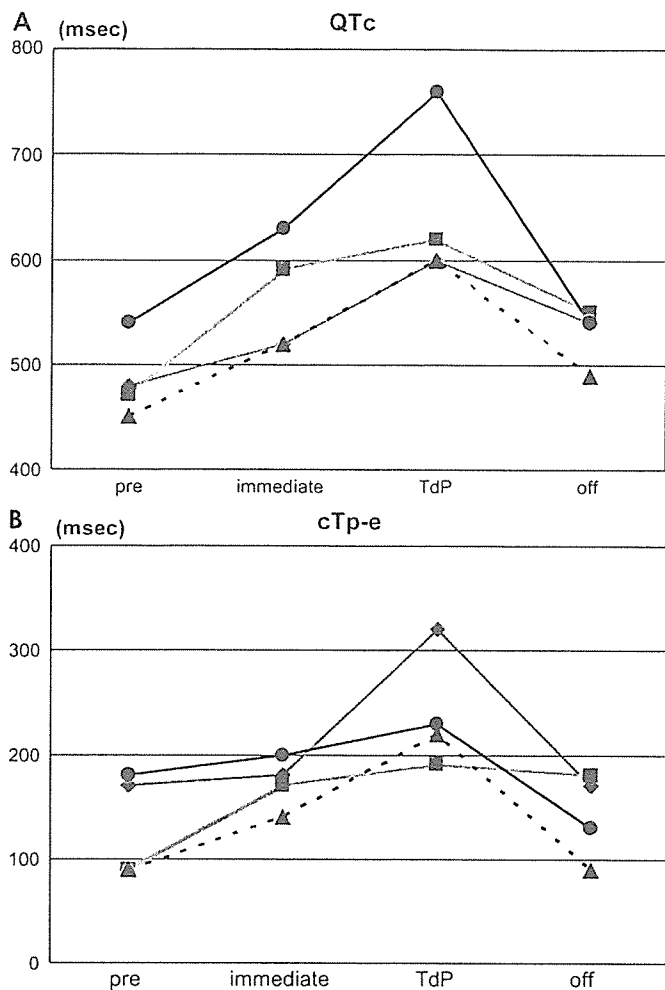 A (msec) QTc
800
700
600
500
400
pre immediate TdP off
B (msec) cTp-e
400
300
200
100
0
pre immediate TdP off